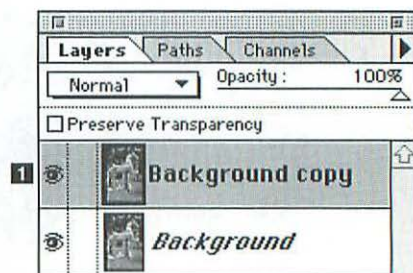 Layers Paths Channels
Normal Opacity: 100%
Preserve Transparency
1 Background copy
Background